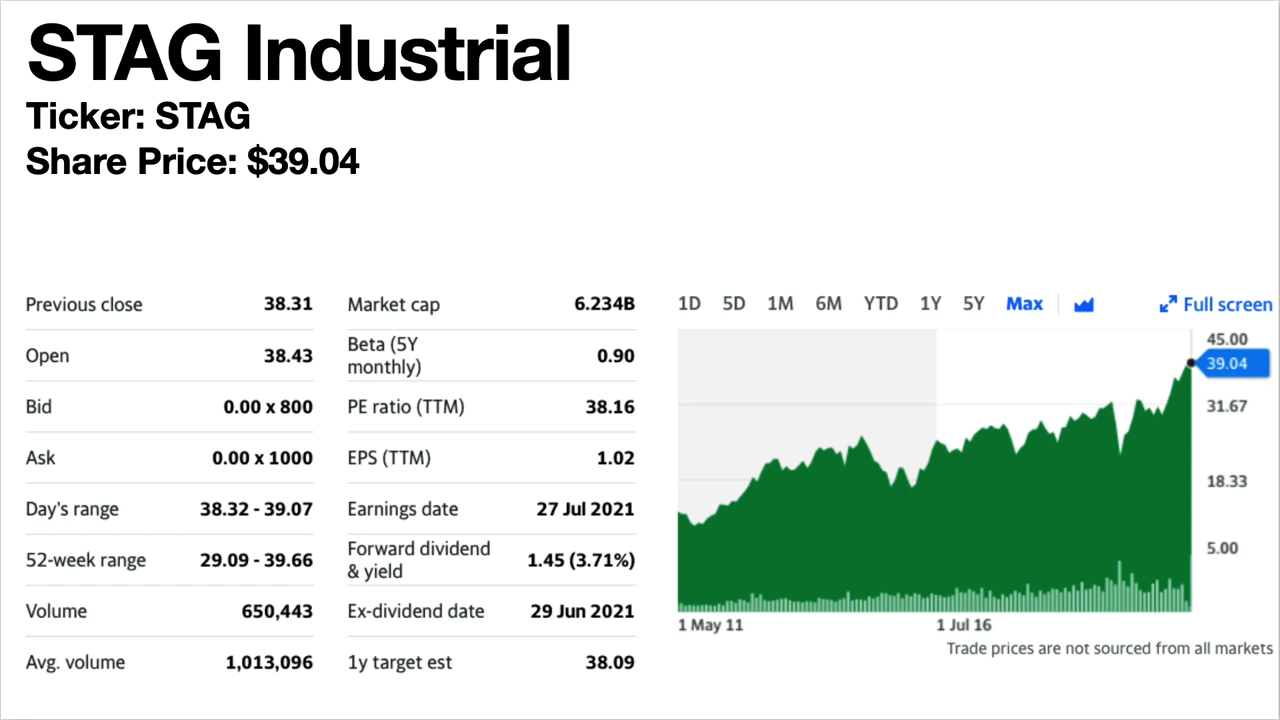 STAG Industrial
Ticker: STAG
Share Price: $39.04
Previous close 38.31
Open 38.43
Bid 0.00 x 800
Ask 0.00 x 1000
Day's range 38.32 - 39.07
52-week range 29.09 - 39.66
Volume 650,443
Avg. volume 1,013,096
Market cap 6.234B
Beta (5Y
monthly) 0.90
PE ratio (TTM) 38.16
EPS (TTM) 1.02
Earnings date 27 Jul 2021
Forward dividend
& yield 1.45 (3.71%)
Ex-dividend date 29 Jun 2021
1y target est 38.09
1D 5D 1M 6M YTD 1Y 5Y Max Full screen
45.00
39.04
31.67
18.33
5.00
1 May 11 1 Jul 16
Trade prices are not sourced from all markets